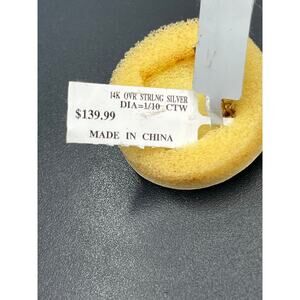 14K OVR STRLNG SILVER
DIA=1/10 CTW
$139.99
MADE IN CHINA